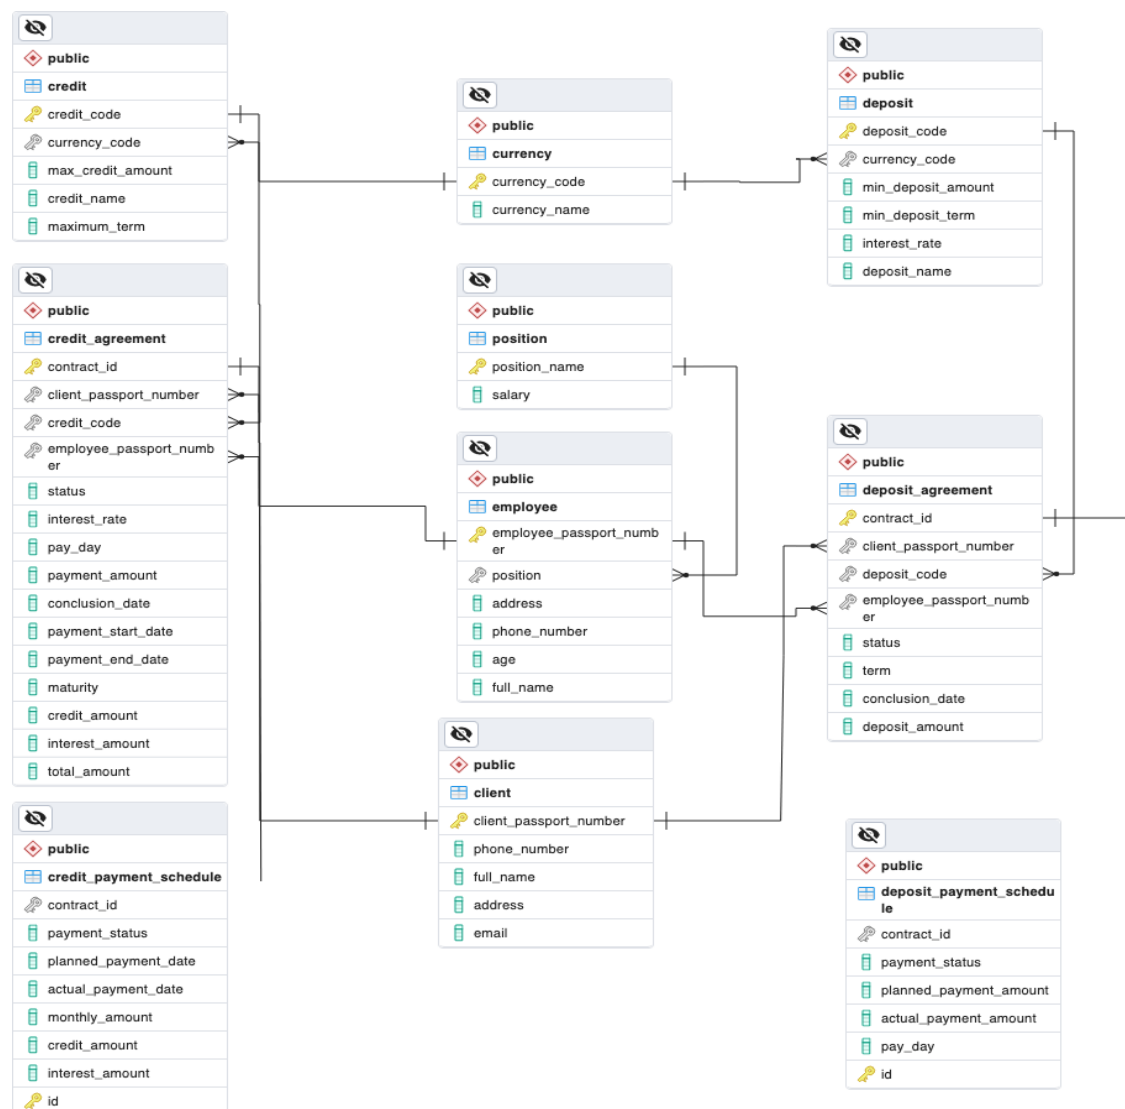 public
credit
credit_code
currency_code
max_credit_amount
credit_name
maximum_term
public
credit_agreement
contract_id
client_passport_number
credit_code
employee_passport_numb
er
status
interest_rate
pay_day
payment_amount
conclusion_date
payment_start_date
payment_end_date
maturity
credit_amount
interest_amount
total_amount
public
credit_payment_schedule
contract_id
payment_status
planned_payment_date
actual_payment_date
monthly_amount
credit_amount
interest_amount
id
public
currency
currency_code
currency_name
public
position
position_name
salary
public
employee
employee_passport_numb
er
position
address
phone_number
age
full_name
public
client
client_passport_number
phone_number
full_name
address
email
public
deposit
deposit_code
currency_code
min_deposit_amount
min_deposit_term
interest_rate
deposit_name
public
deposit_agreement
contract_id
client_passport_number
deposit_code
employee_passport_numb
er
status
term
conclusion_date
deposit_amount
public
deposit_payment_schedu
le
contract_id
payment_status
planned_payment_amount
actual_payment_amount
pay_day
id